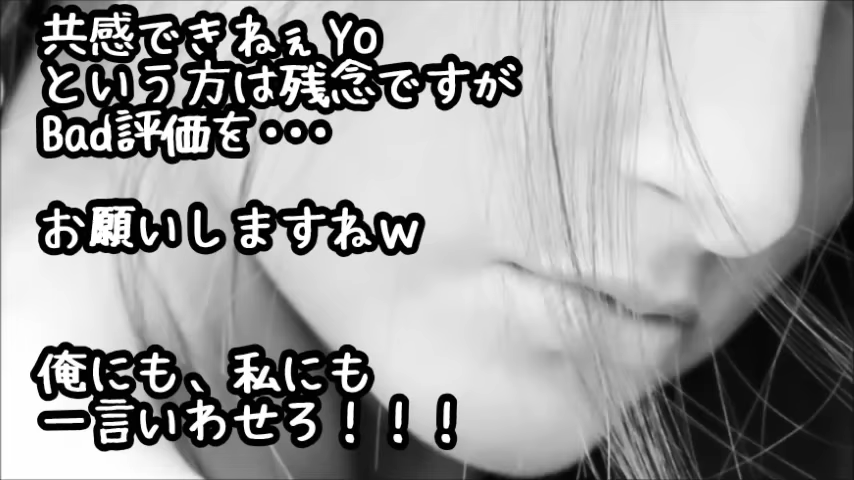 共感できねぇYo
という方は残念ですが
Bad評価を・・・
お願いしますねw
俺にも、私にも
一言いわせろ！！！